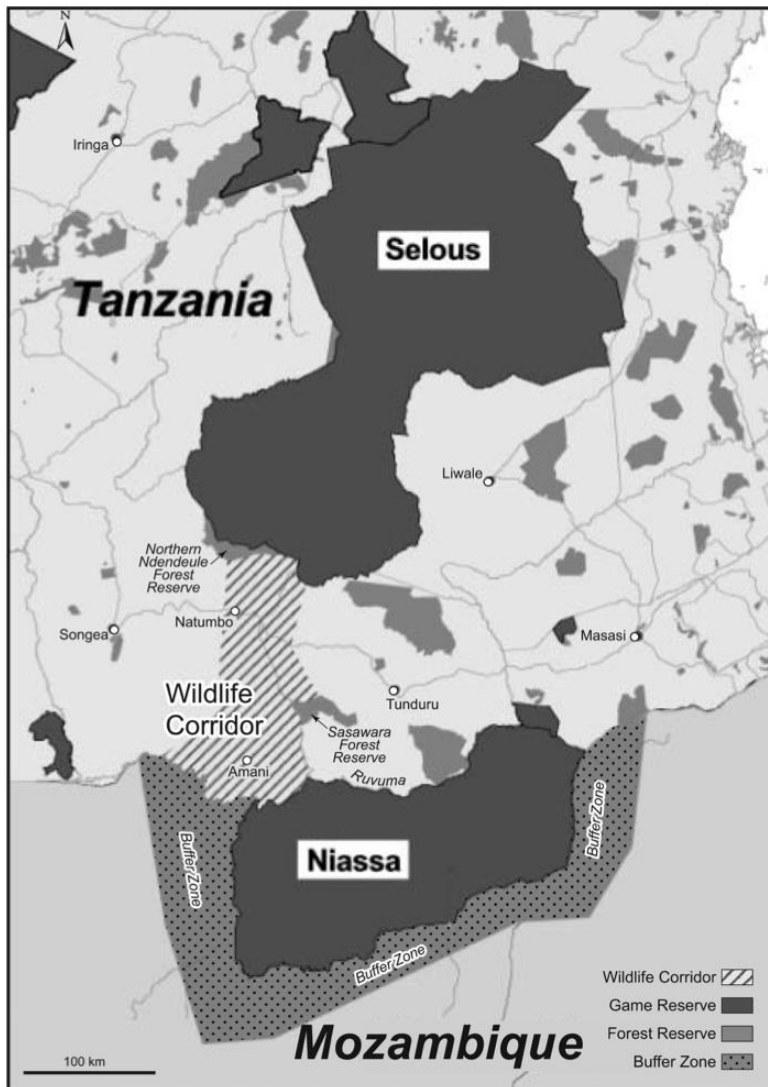 N
Iringa
Selous
Tanzania
Liwale
Northern
Ndendeule
Forest
Reserve
Natumbo
Songea
Masasi
Wildlife
Corridor
Tunduru
Sasawara
Forest
Reserve
Amani
Ruvuma
Buffer Zone
Buffer Zone
Niassa
Buffer Zone
Wildlife Corridor
Game Reserve
Forest Reserve
Buffer Zone
Mozambique
100 km